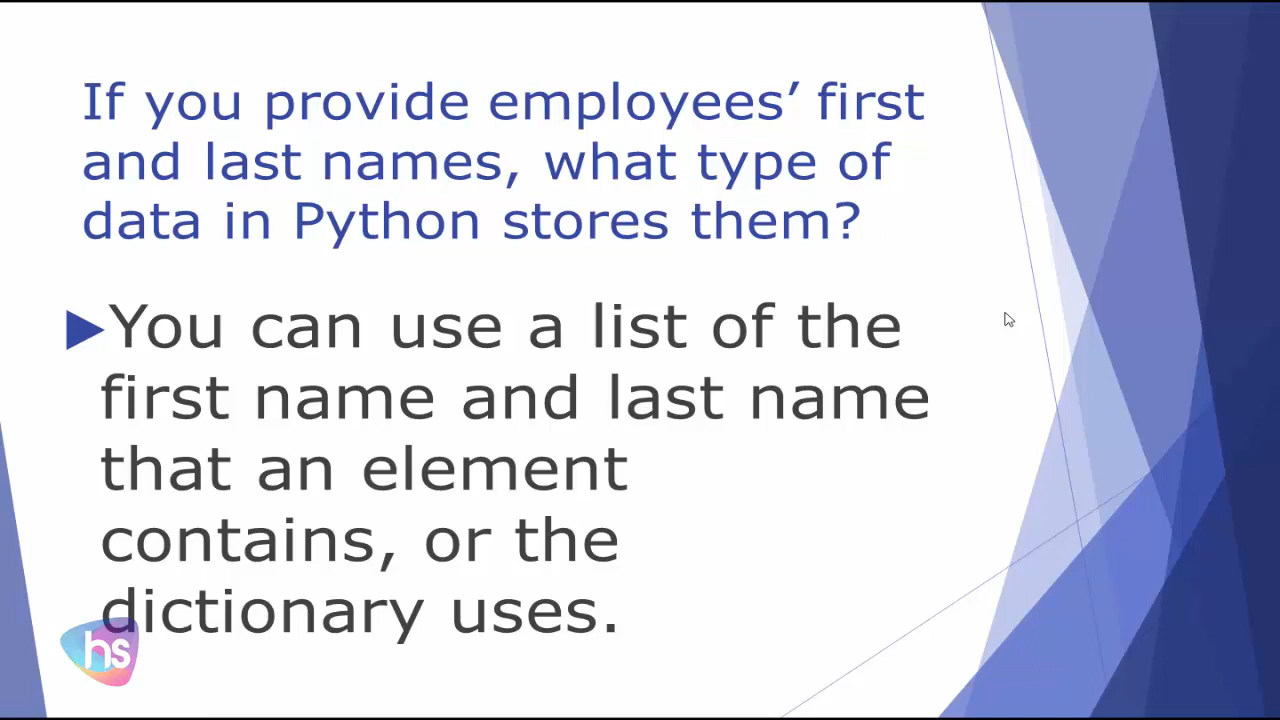 If you provide employees’ first
and last names, what type of
data in Python stores them?
You can use a list of the
first name and last name
that an element
contains, or the
dictionary uses.
hs